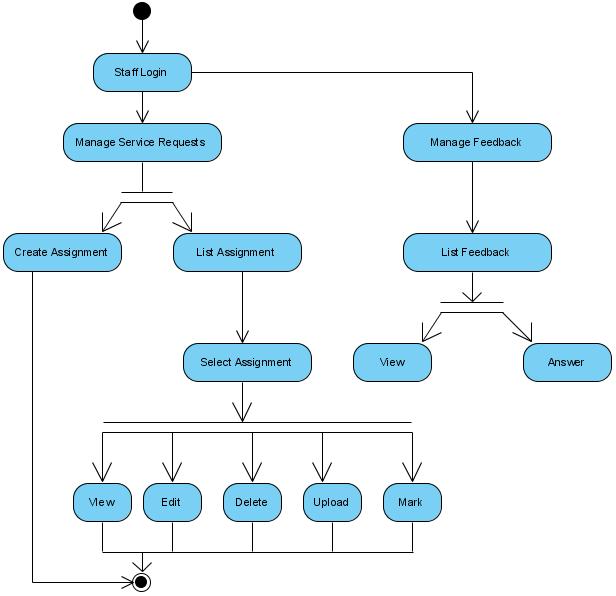 Staff Login
Manage Service Requests
Manage Feedback
Create Assignment
List Assignment
List Feedback
Select Assignment
View
Answer
View
Edit
Delete
Upload
Mark